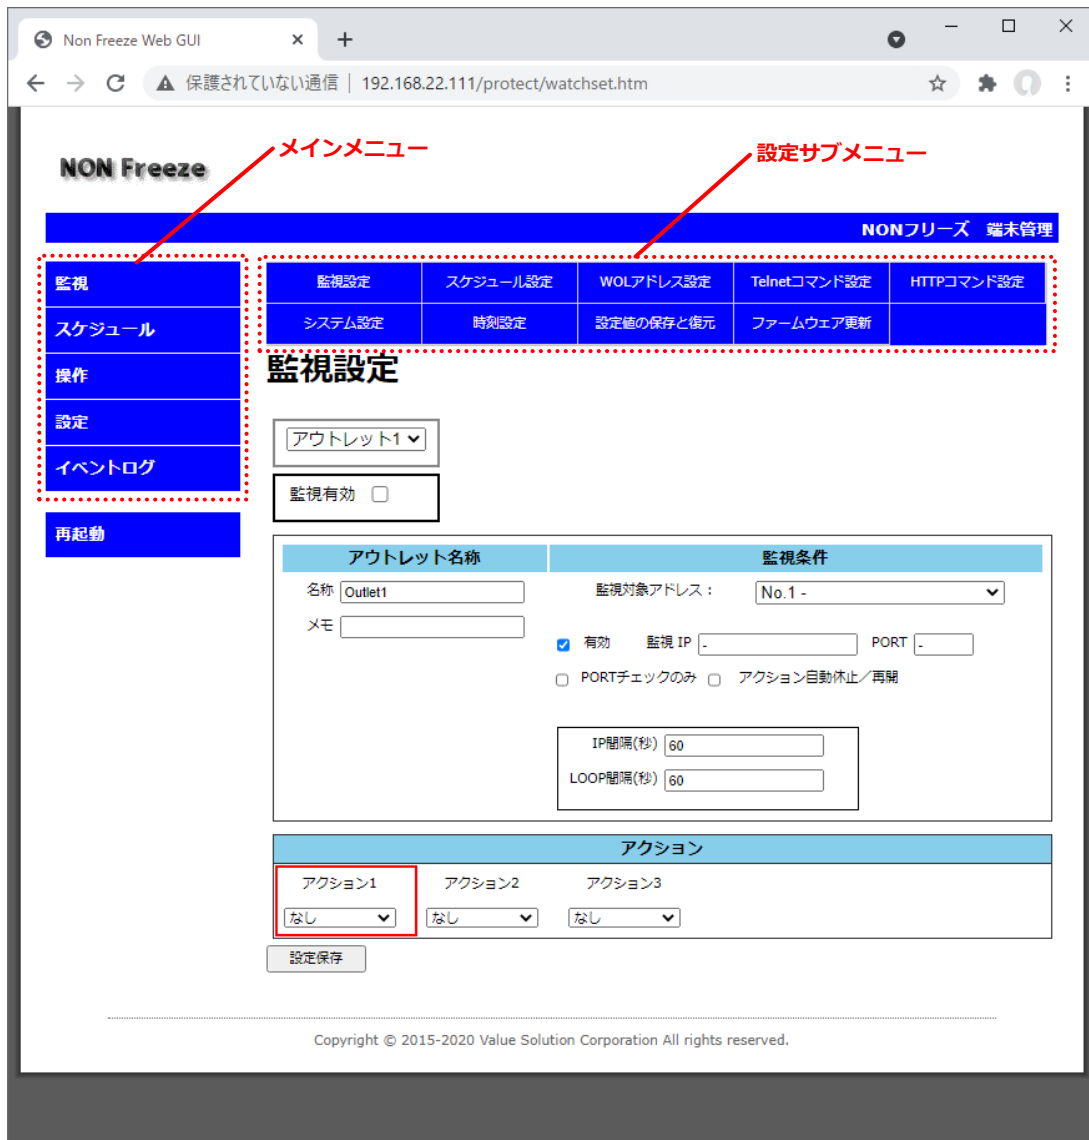 Non Freeze Web GUI
保護されていない通信 | 192.168.22.111/protect/watchset.htm
メインメニュー
設定サブメニュー
NON Freeze
NONフリーズ 端末管理
監視
スケジュール
操作
設定
イベントログ
再起動
監視設定 スケジュール設定 WOLアドレス設定 Telnetコマンド設定 HTTPコマンド設定
システム設定 時刻設定 設定値の保存と復元 ファームウェア更新
監視設定
アウトレット1
監視有効
アウトレット名称 監視条件
名称 Outlet1 監視対象アドレス： No.1 -
メモ
有効 監視 IP - PORT -
PORTチェックのみ アクション自動休止／再開
IP間隔(秒) 60
LOOP間隔(秒) 60
アクション
アクション1 アクション2 アクション3
なし なし なし
設定保存
Copyright © 2015-2020 Value Solution Corporation All rights reserved.